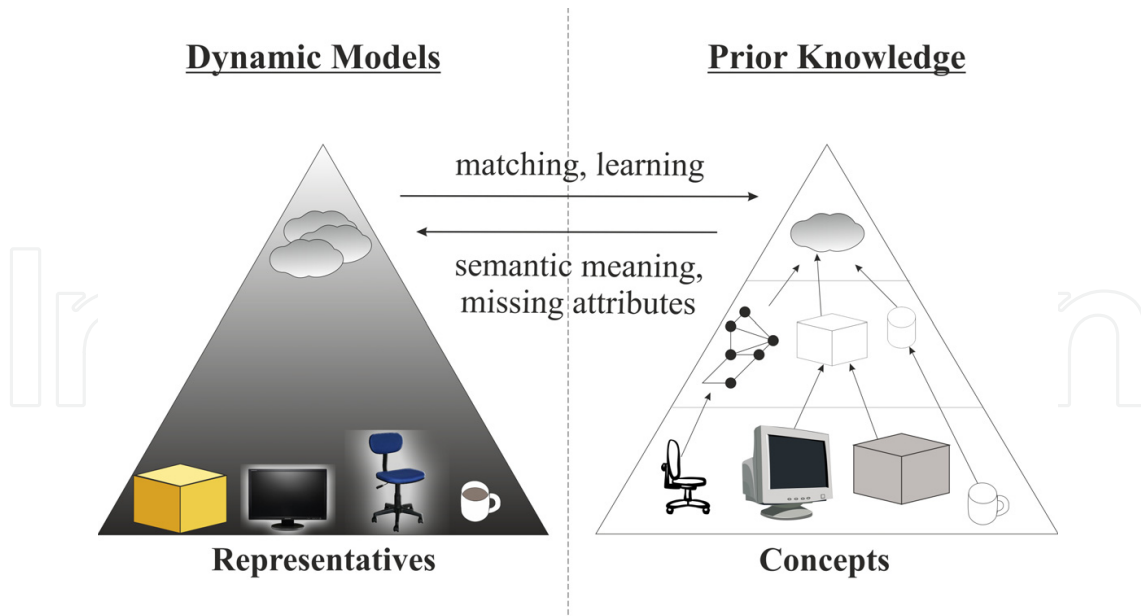 Dynamic Models
Prior Knowledge
matching, learning
semantic meaning,
missing attributes
Representatives
Concepts